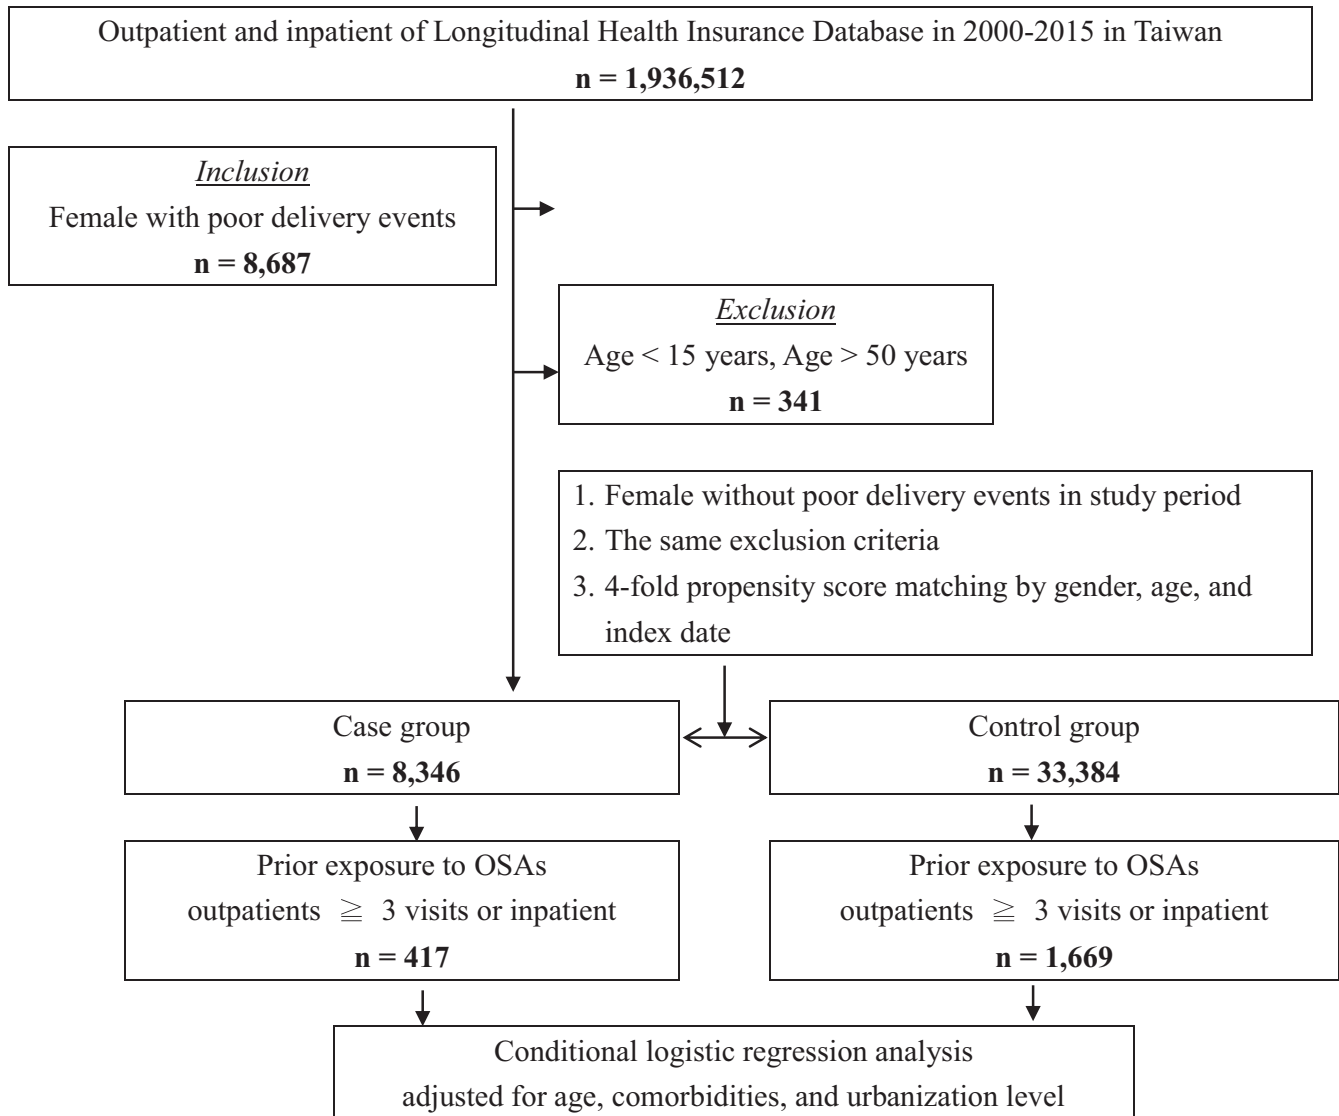 Outpatient and inpatient of Longitudinal Health Insurance Database in 2000-2015 in Taiwan
n = 1,936,512
Inclusion
Female with poor delivery events
n = 8,687
Exclusion
Age < 15 years, Age > 50 years
n = 341
1. Female without poor delivery events in study period
2. The same exclusion criteria
3. 4-fold propensity score matching by gender, age, and
index date
Case group
n = 8,346
Control group
n = 33,384
Prior exposure to OSAs
outpatients ≧ 3 visits or inpatient
n = 417
Prior exposure to OSAs
outpatients ≧ 3 visits or inpatient
n = 1,669
Conditional logistic regression analysis
adjusted for age, comorbidities, and urbanization level